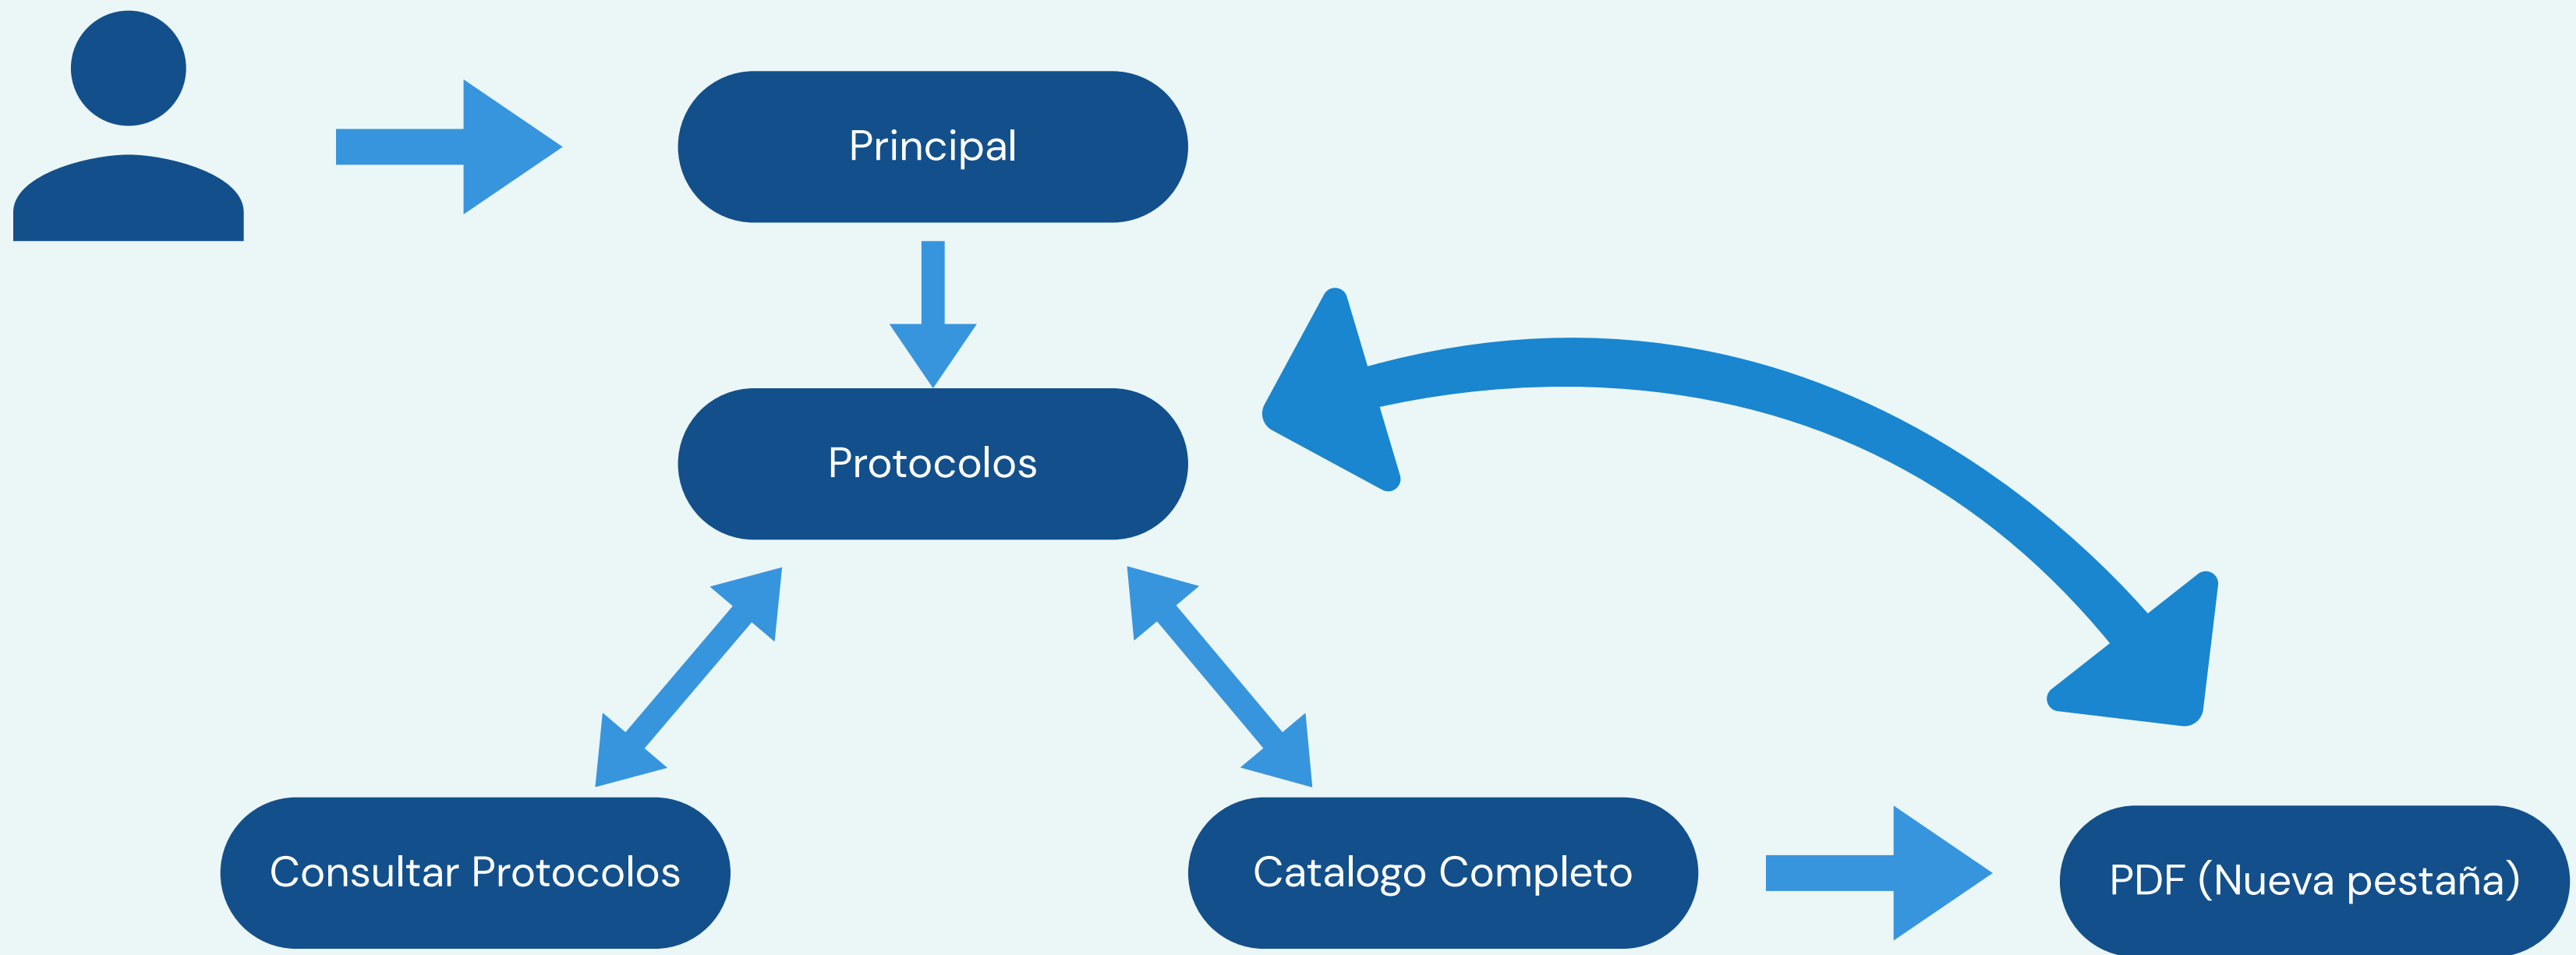 Principal
Protocolos
Consultar Protocolos
Catalogo Completo
PDF (Nueva pestaña)